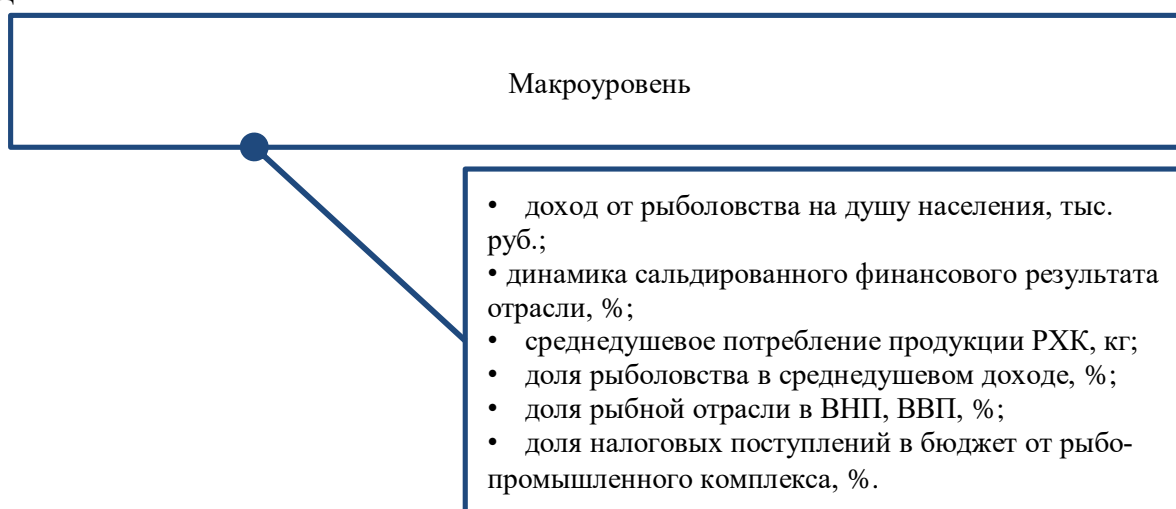 Макроуровень
• доход от рыболовства на душу населения, тыс.
руб.;
• динамика сальдированного финансового результата
отрасли, %;
• среднедушевое потребление продукции РХК, кг;
• доля рыболовства в среднедушевом доходе, %;
• доля рыбной отрасли в ВНП, ВВП, %;
• доля налоговых поступлений в бюджет от рыбо-
промышленного комплекса, %.